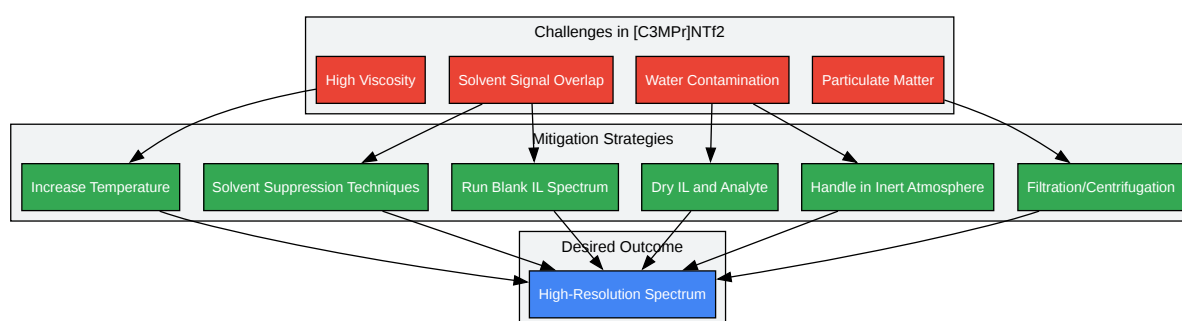 Challenges in [C3MPr]NTf2
High Viscosity
Solvent Signal Overlap
Water Contamination
Particulate Matter
Mitigation Strategies
Increase Temperature
Solvent Suppression Techniques
Run Blank IL Spectrum
Dry IL and Analyte
Handle in Inert Atmosphere
Filtration/Centrifugation
Desired Outcome
High-Resolution Spectrum